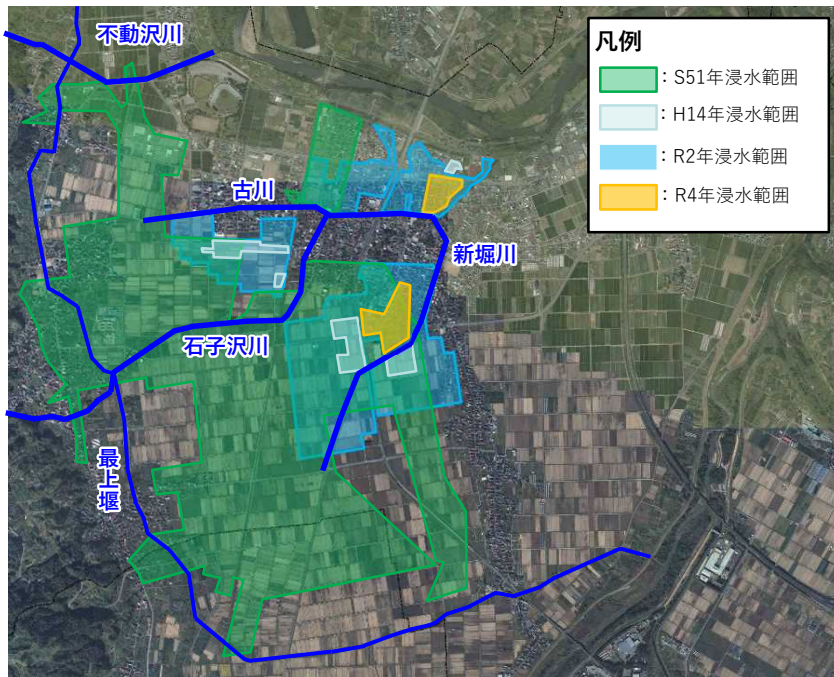 不動沢川
凡例
：S51年浸水範囲
：H14年浸水範囲
：R2年浸水範囲
：R4年浸水範囲
古川
新堀川
石子沢川
最上堰